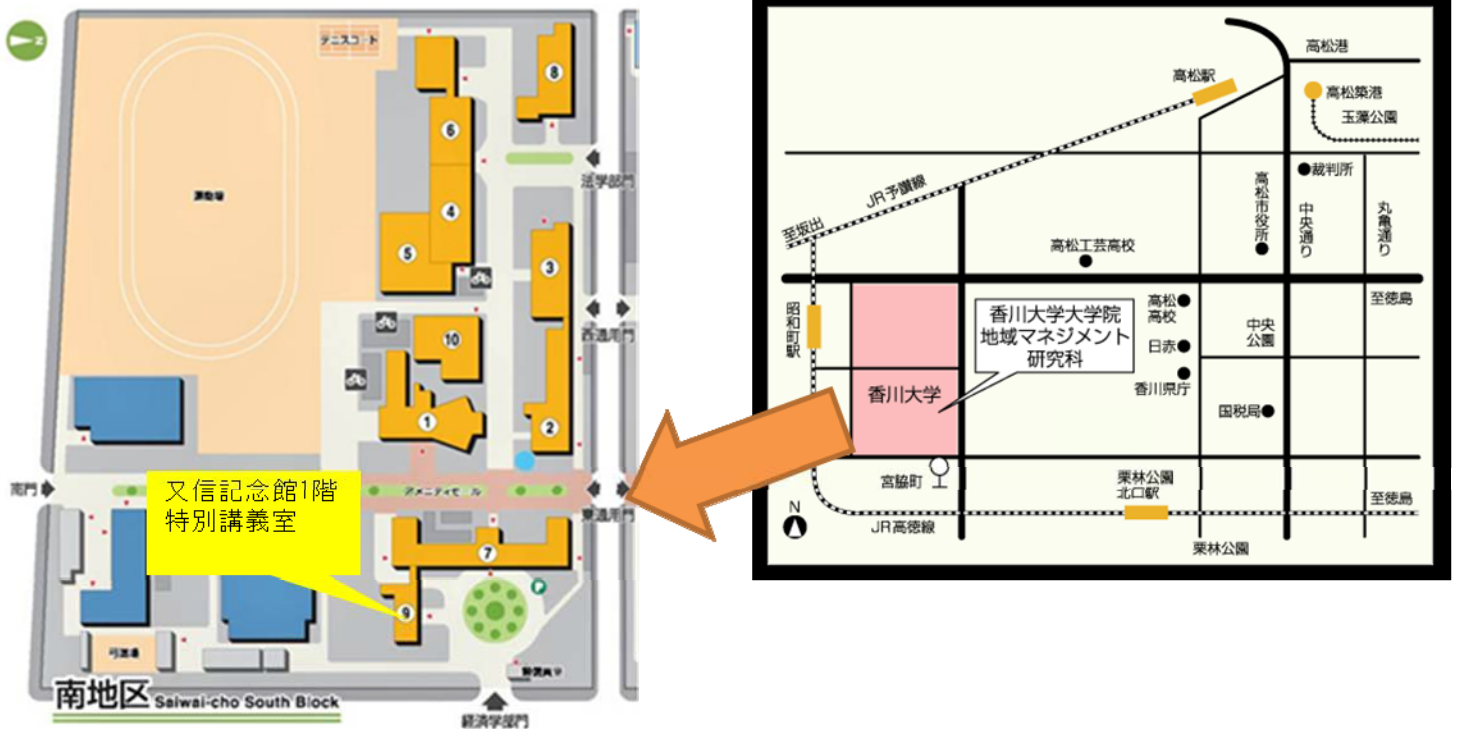 Z
テニスコート
8
6
法学部門
運動場
4
5
3
西通用門
10
1
2
南門
又信記念館1階
特別講義室
アメニティモール
東通用門
7
P
9
弓道場
南地区 Saiwai-cho South Block
経済学部門
高松港
高松駅
高松築港
玉藻公園
裁判所
JR予讃線
高松市役所
中央通り
丸亀通り
至坂出
高松工芸高校
至徳島
昭和町駅
香川大学大学院
地域マネジメント
研究科
高松
高校
中央
公園
日赤
香川県庁
香川大学
国税局
宮脇町
栗林公園
北口駅
至徳島
N
JR高徳線
栗林公園